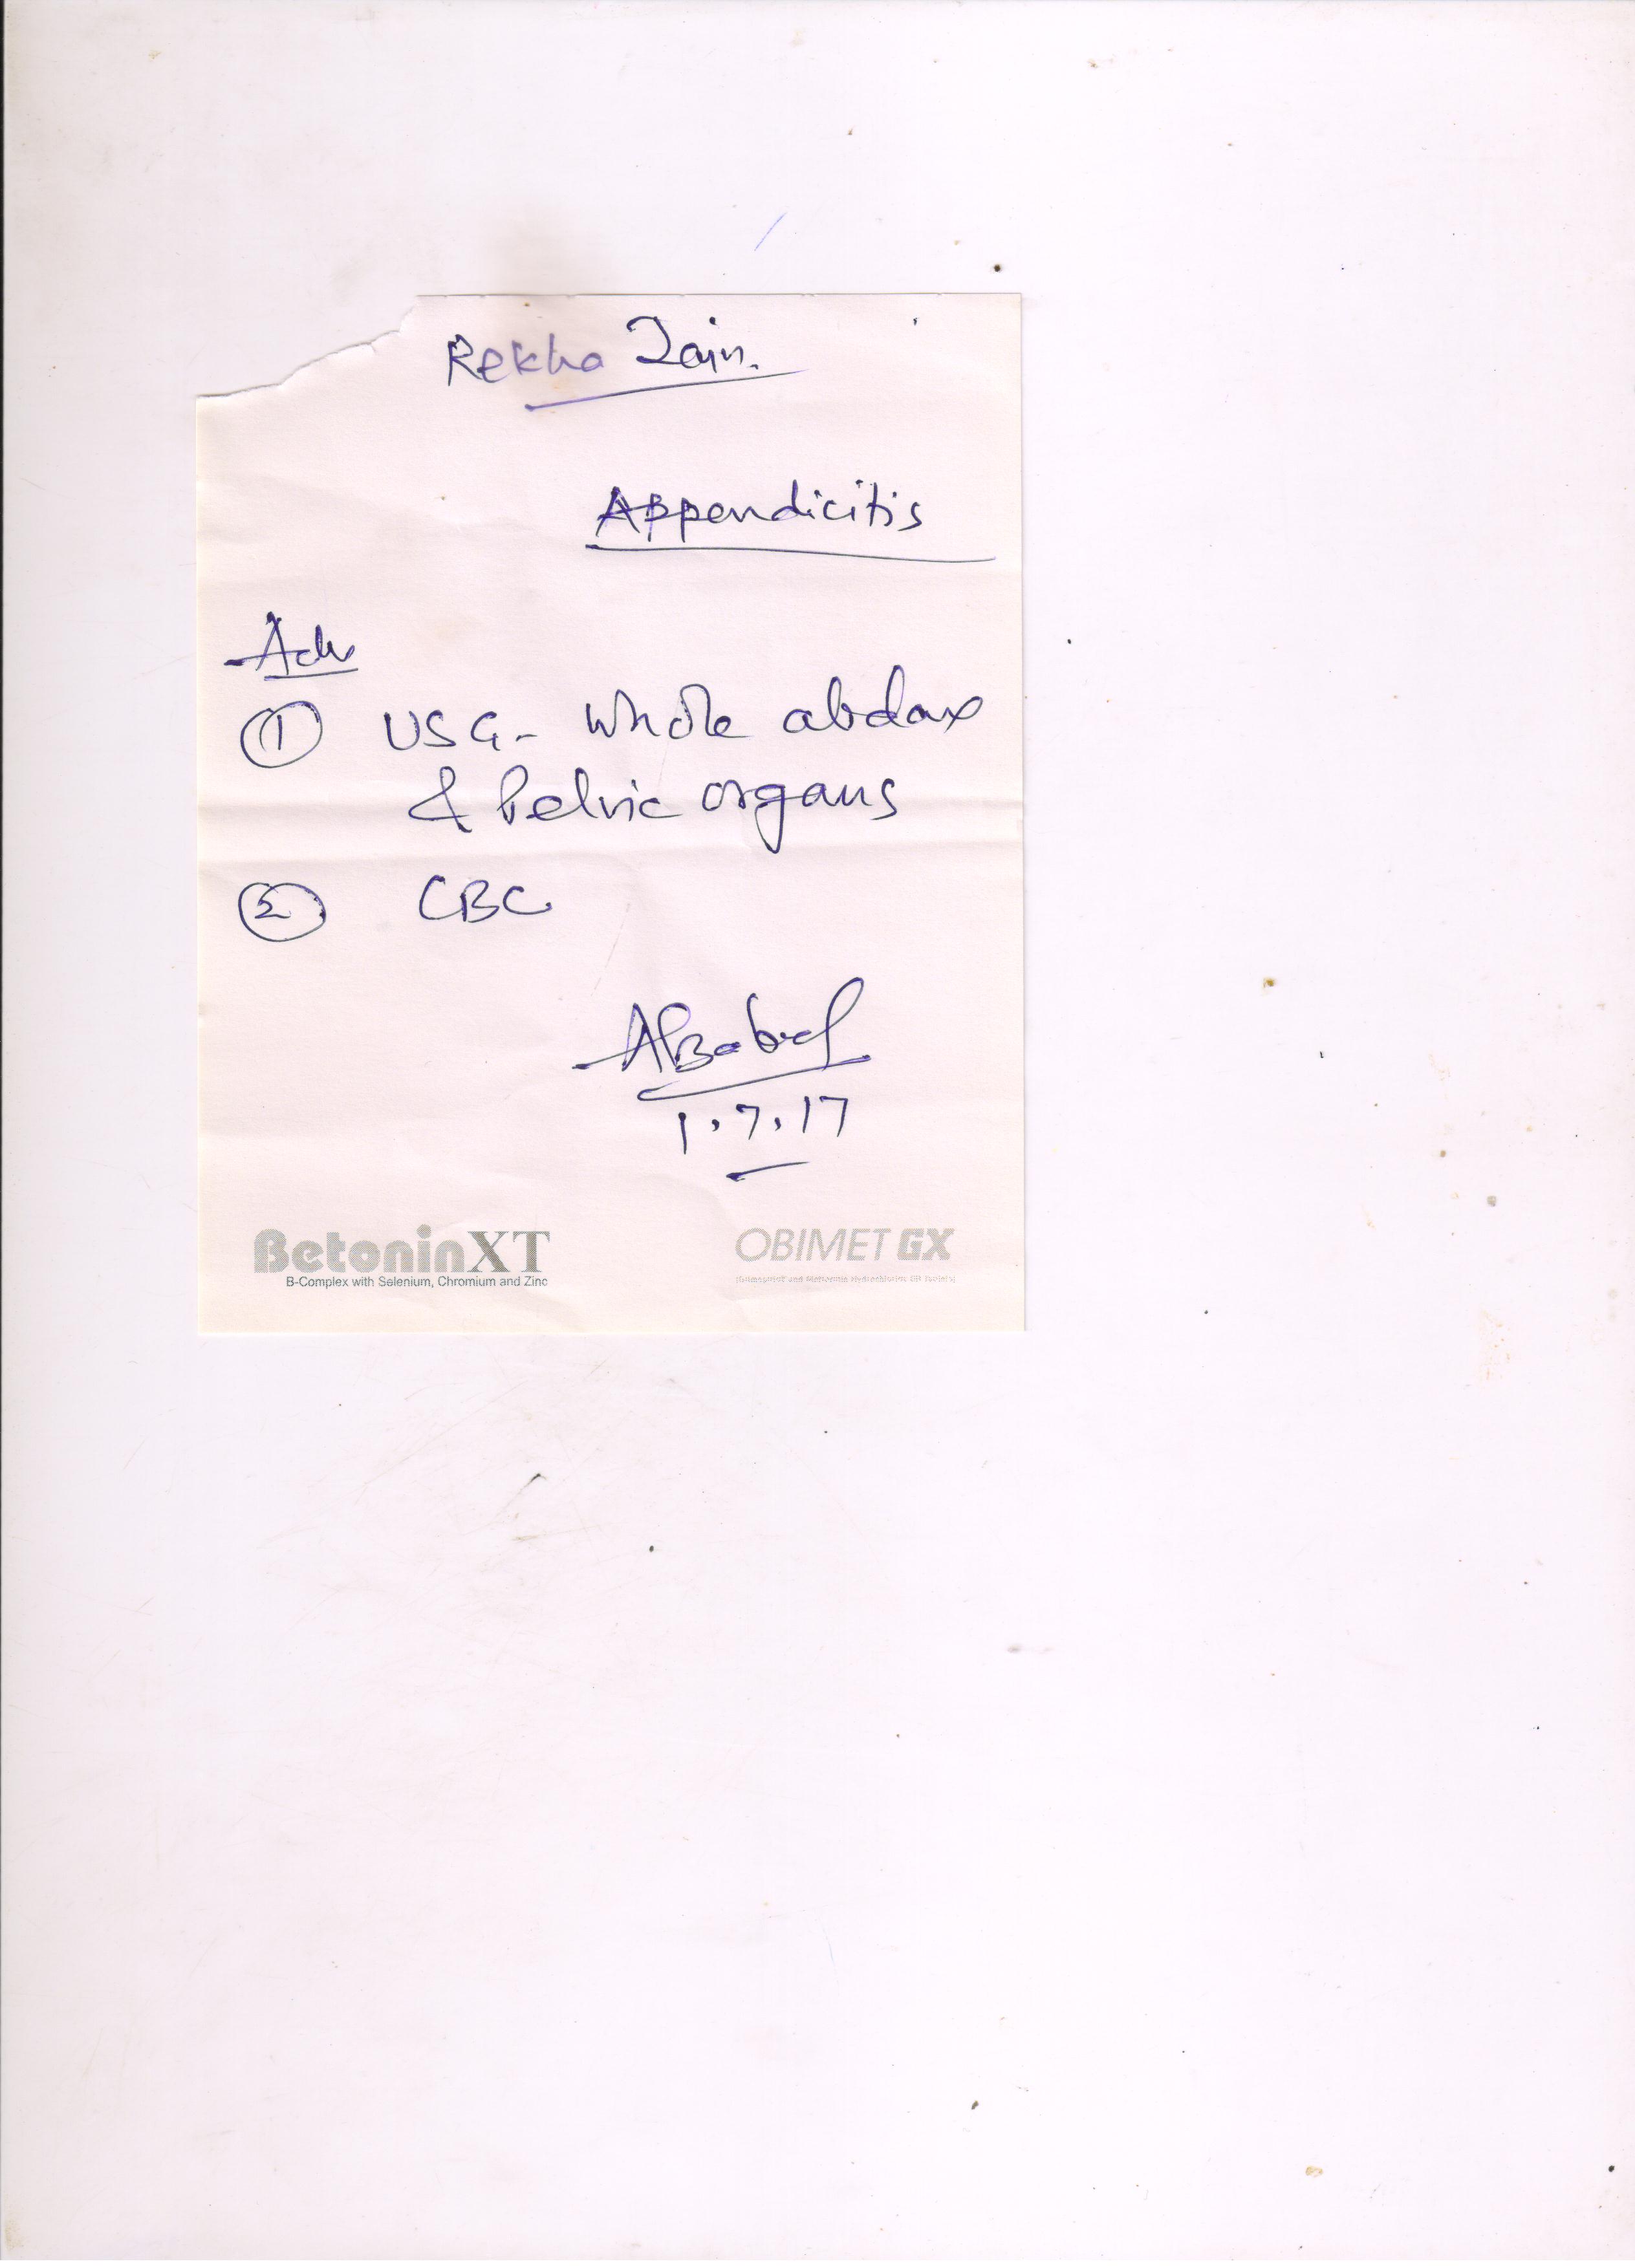 Rekha Jain.
Appendicitis
Adv
① USG - Whole abdo
& Pelvic organs
② CBC
1.7.17
BetoninXT
OBIMET GX
B-Complex with Selenium, Chromium and Zinc